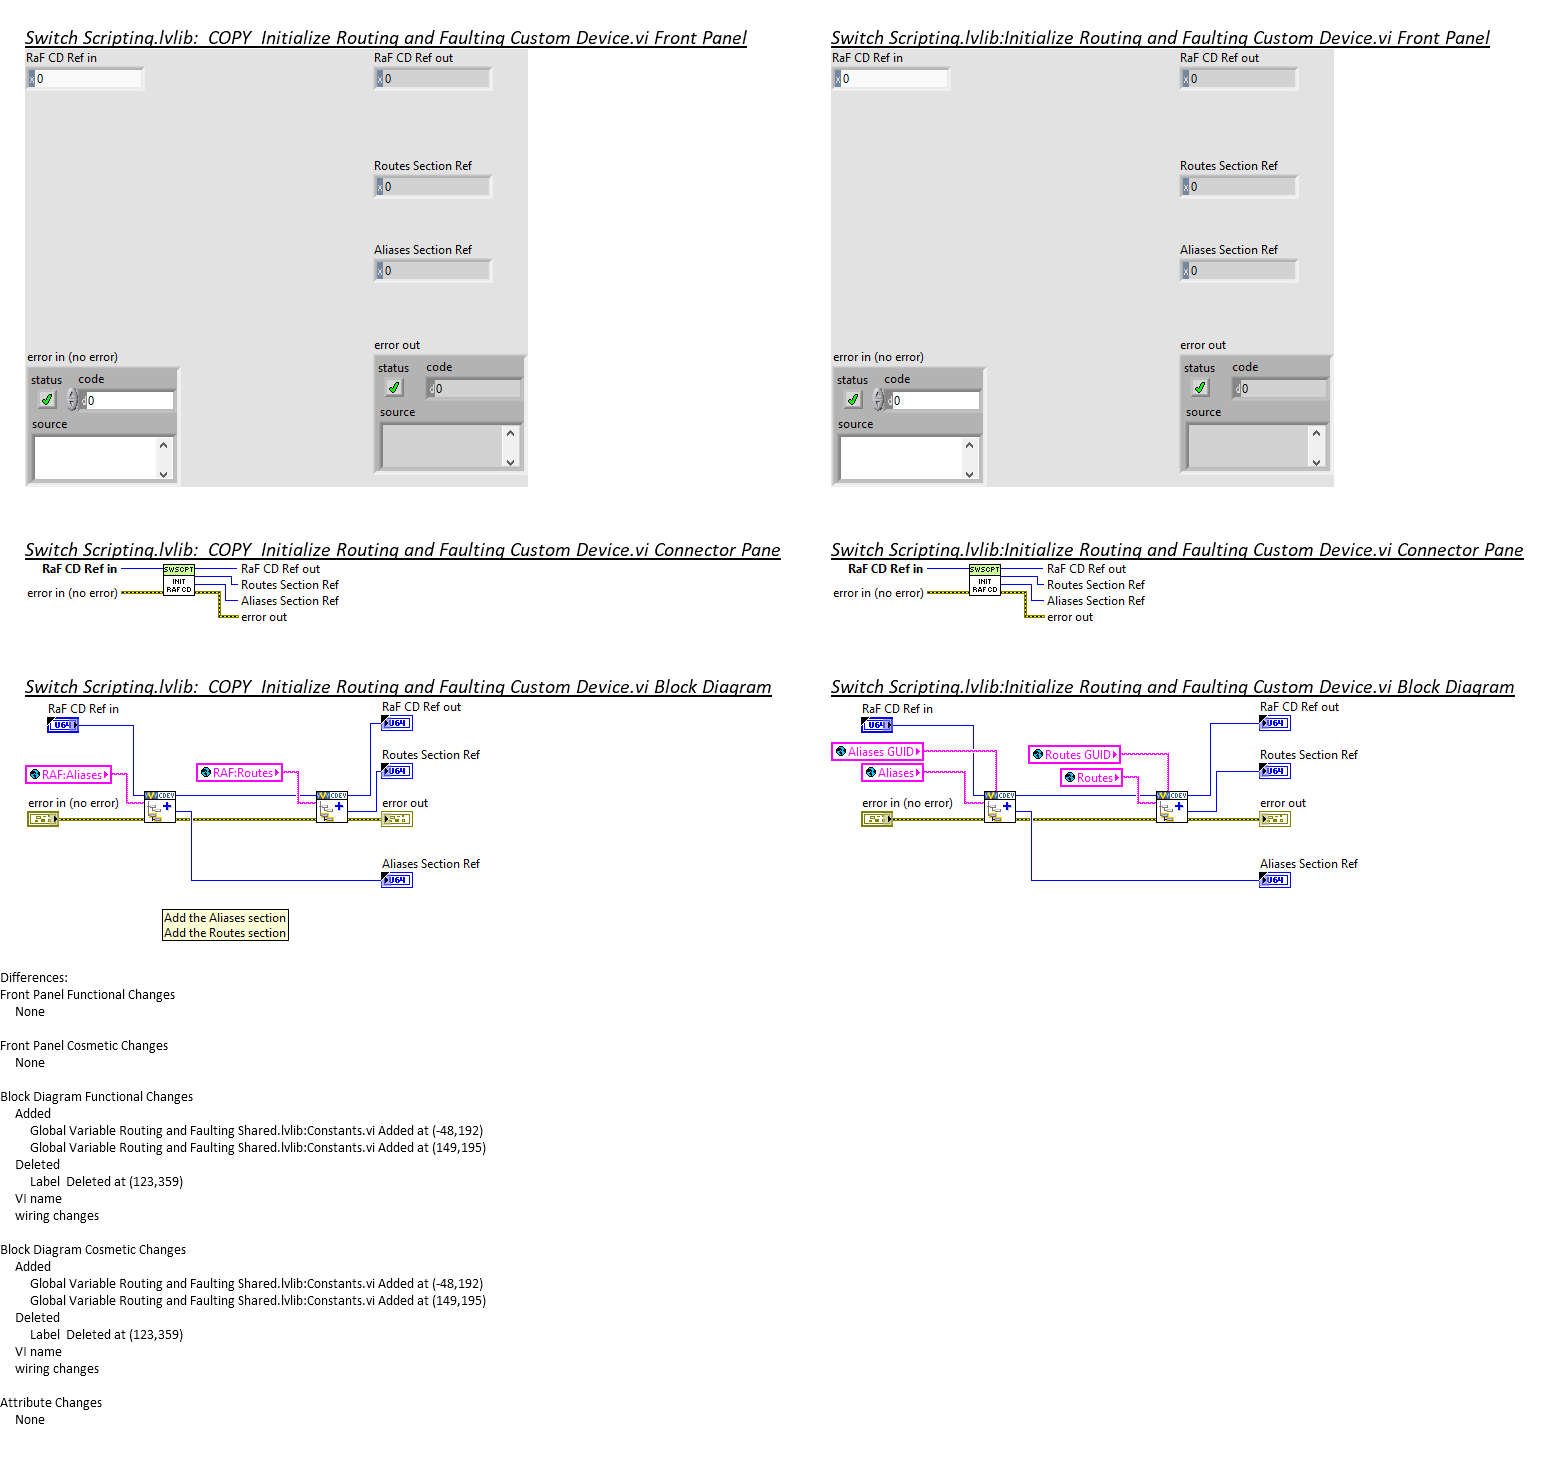 Switch Scripting.lvlib:  COPY  Initialize Routing and Faulting Custom Device.vi Front Panel
RaF CD Ref in
RaF CD Ref out
x 0
x 0
Routes Section Ref
x 0
Aliases Section Ref
x 0
error in (no error)
error out
status
code
status
code
d 0
d 0
source
source
Switch Scripting.lvlib:Initialize Routing and Faulting Custom Device.vi Front Panel
RaF CD Ref in
RaF CD Ref out
x 0
x 0
Routes Section Ref
x 0
Aliases Section Ref
x 0
error in (no error)
error out
status
code
status
code
d 0
d 0
source
source
Switch Scripting.lvlib:  COPY  Initialize Routing and Faulting Custom Device.vi Connector Pane
RaF CD Ref in
SWSCPT
INIT
RAF CD
RaF CD Ref out
Routes Section Ref
error in (no error)
Aliases Section Ref
error out
Switch Scripting.lvlib:Initialize Routing and Faulting Custom Device.vi Connector Pane
RaF CD Ref in
SWSCPT
INIT
RAF CD
RaF CD Ref out
Routes Section Ref
error in (no error)
Aliases Section Ref
error out
Switch Scripting.lvlib:  COPY  Initialize Routing and Faulting Custom Device.vi Block Diagram
RaF CD Ref in
U64
RaF CD Ref out
U64
Routes Section Ref
U64
RAF:Aliases
RAF:Routes
CDEV
CDEV
error in (no error)
error out
Aliases Section Ref
U64
Add the Aliases section
Add the Routes section
Switch Scripting.lvlib:Initialize Routing and Faulting Custom Device.vi Block Diagram
RaF CD Ref in
U64
RaF CD Ref out
U64
Aliases GUID
Routes GUID
Routes Section Ref
U64
Aliases
Routes
CDEV
CDEV
error in (no error)
error out
Aliases Section Ref
U64
Differences:
Front Panel Functional Changes
None
Front Panel Cosmetic Changes
None
Block Diagram Functional Changes
Added
Global Variable Routing and Faulting Shared.lvlib:Constants.vi Added at (-48,192)
Global Variable Routing and Faulting Shared.lvlib:Constants.vi Added at (149,195)
Deleted
Label  Deleted at (123,359)
VI name
wiring changes
Block Diagram Cosmetic Changes
Added
Global Variable Routing and Faulting Shared.lvlib:Constants.vi Added at (-48,192)
Global Variable Routing and Faulting Shared.lvlib:Constants.vi Added at (149,195)
Deleted
Label  Deleted at (123,359)
VI name
wiring changes
Attribute Changes
None